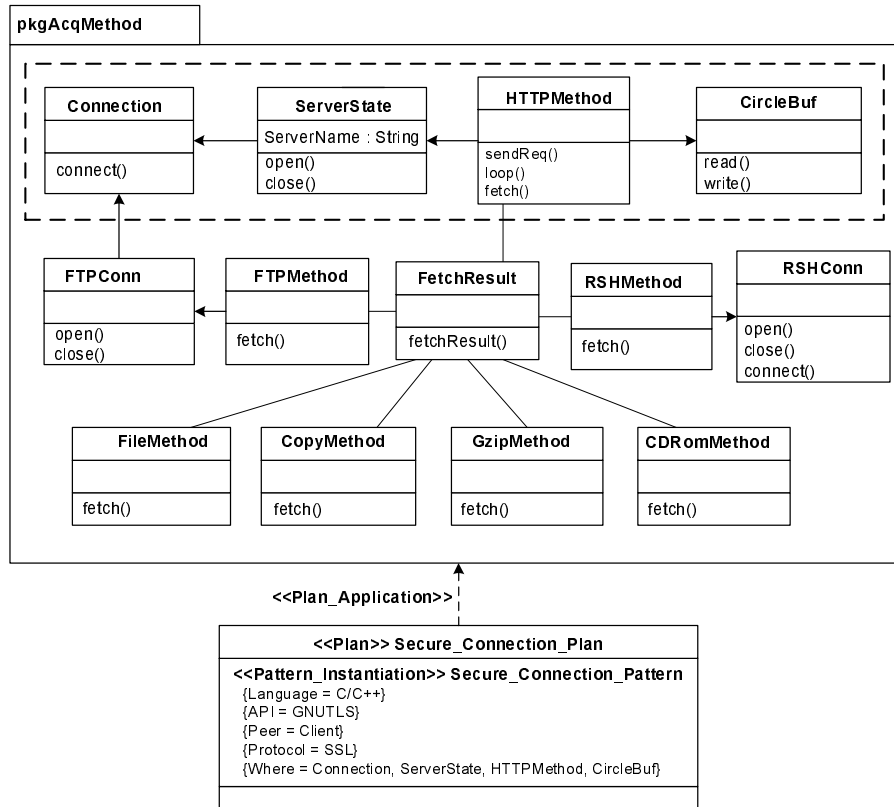 pkgAcqMethod
Connection
connect()
ServerState
ServerName : String
open()
close()
HTTPMethod
sendReq()
loop()
fetch()
CircleBuf
read()
write()
FTPConn
open()
close()
FTPMethod
fetch()
FetchResult
fetchResult()
RSHMethod
fetch()
RSHConn
open()
close()
connect()
FileMethod
fetch()
CopyMethod
fetch()
GzipMethod
fetch()
CDRomMethod
fetch()
<<Plan_Application>>
<<Plan>> Secure_Connection_Plan
<<Pattern_Instantiation>> Secure_Connection_Pattern
{Language = C/C++}
{API = GNUTLS}
{Peer = Client}
{Protocol = SSL}
{Where = Connection, ServerState, HTTPMethod, CircleBuf}